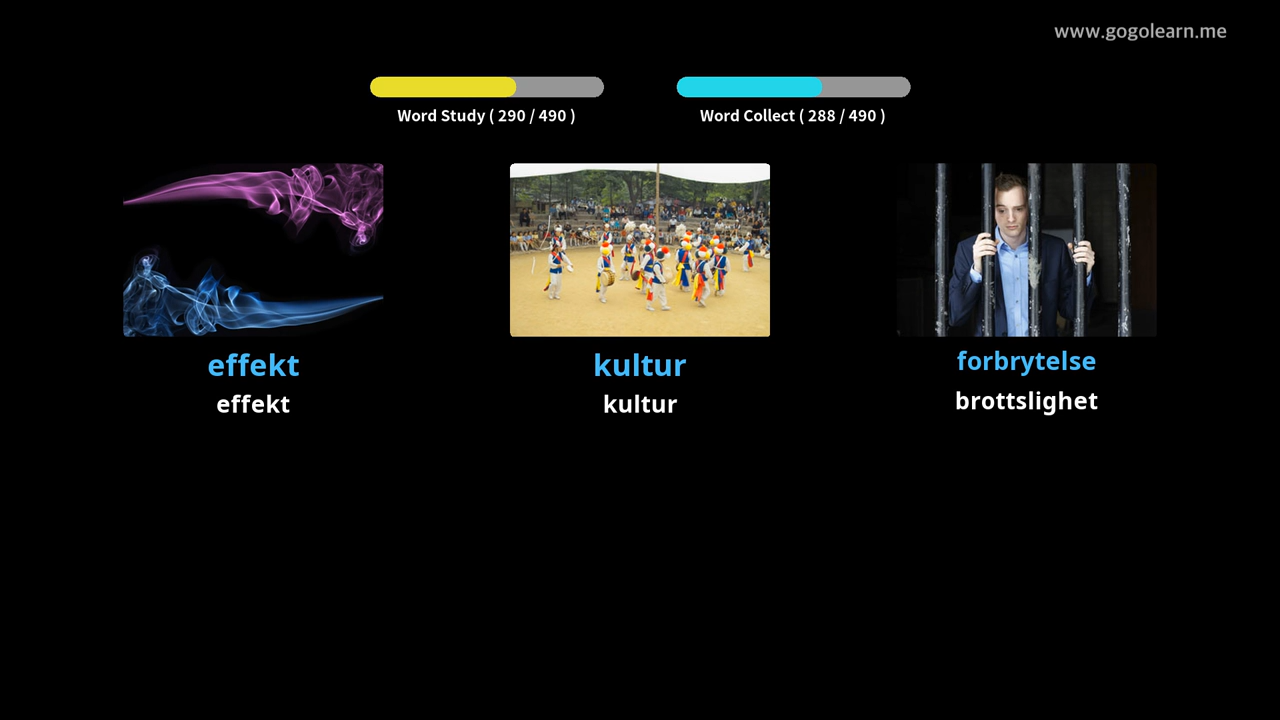 www.gogolearn.me
Word Study ( 290 / 490 )
Word Collect ( 288 / 490 )
effekt
effekt
kultur
kultur
forbrytelse
brottslighet